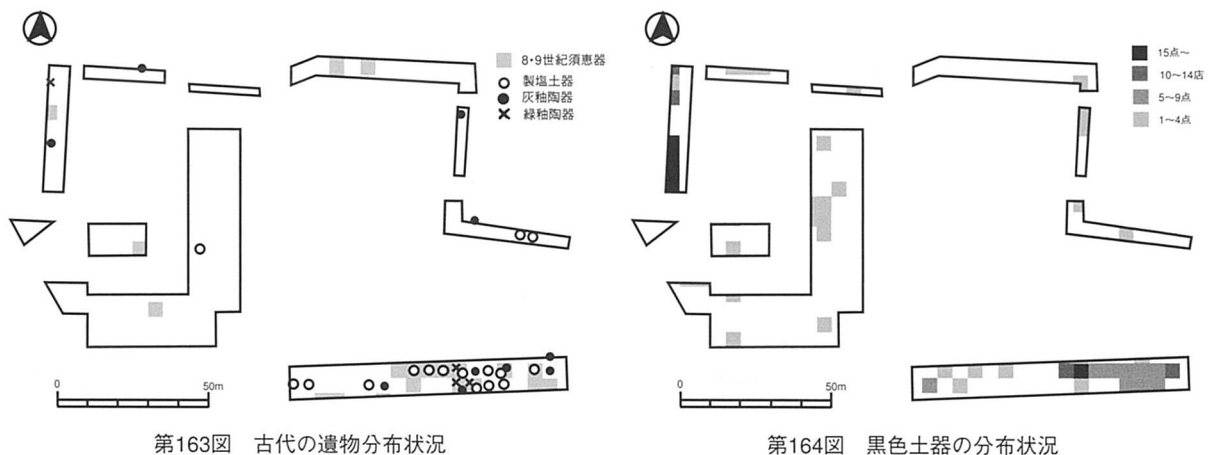 8・9世紀須恵器
製塩土器
灰釉陶器
緑釉陶器
0 50m
第163図 古代の遺物分布状況
15点～
10～14店
5～9点
1～4点
0 50m
第164図 黒色土器の分布状況